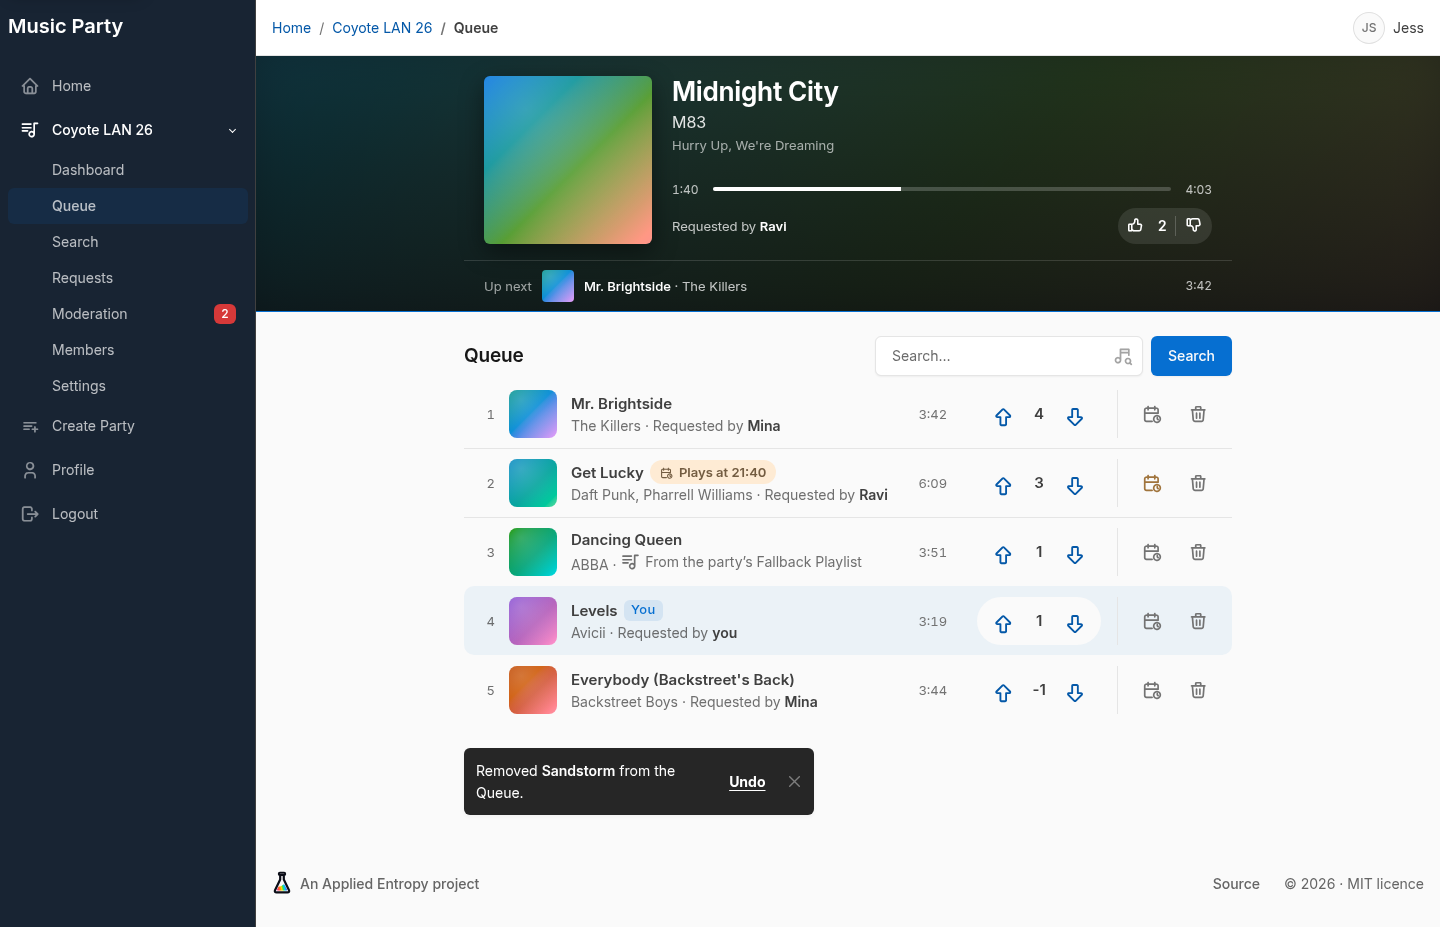 Music Party
Home
Coyote LAN 26
Dashboard
Queue
Search
Requests
Moderation 2
Members
Settings
Create Party
Profile
Logout
Home / Coyote LAN 26 / Queue
JS Jess
Midnight City
M83
Hurry Up, We're Dreaming
1:40 4:03
Requested by Ravi 2
Up next Mr. Brightside · The Killers 3:42
Queue
Search... Search
1 Mr. Brightside
The Killers · Requested by Mina
3:42 4
2 Get Lucky Plays at 21:40
Daft Punk, Pharrell Williams · Requested by Ravi
6:09 3
3 Dancing Queen
ABBA · From the party’s Fallback Playlist
3:51 1
4 Levels You
Avicii · Requested by you
3:19 1
5 Everybody (Backstreet's Back)
Backstreet Boys · Requested by Mina
3:44 -1
Removed Sandstorm from the
Queue.
Undo
An Applied Entropy project
Source © 2026 · MIT licence